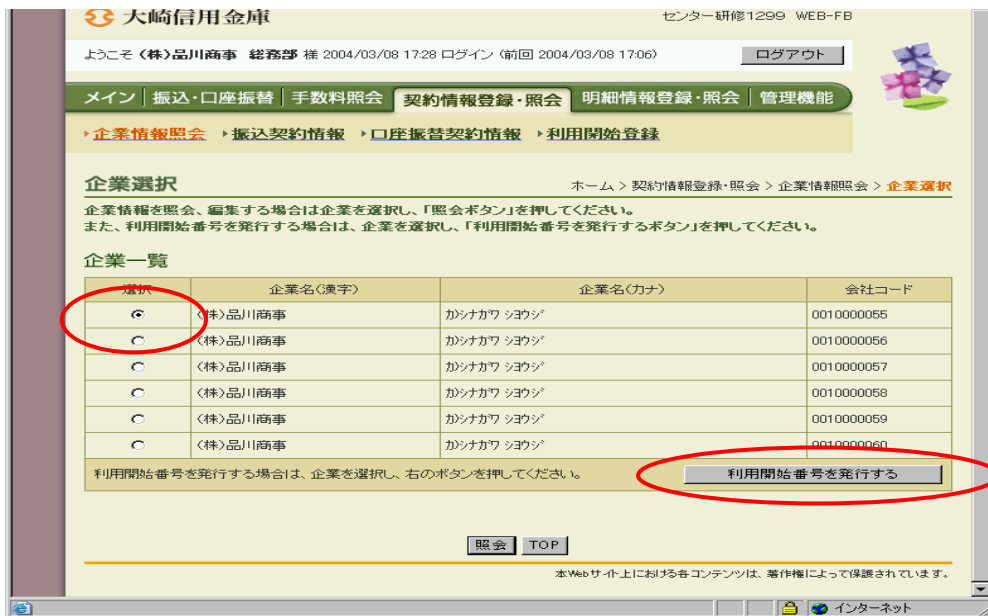 大崎信用金庫
センター研修1299 WEB-FB
ようこそ (株)品川商事 総務部 様 2004/03/08 17:28 ログイン (前回 2004/03/08 17:06)
ログアウト
メイン 振込・口座振替 手数料照会 契約情報登録・照会 明細情報登録・照会 管理機能
企業情報照会 振込契約情報 口座振替契約情報 利用開始登録
企業選択
ホーム > 契約情報登録・照会 > 企業情報照会 > 企業選択
企業情報を照会、編集する場合は企業を選択し、「照会ボタン」を押してください。
また、利用開始番号を発行する場合は、企業を選択し、「利用開始番号を発行するボタン」を押してください。
企業一覧
選択 企業名(漢字) 企業名(カナ) 会社コード
(株)品川商事 カ)シナガワ シヨウジ 0010000055
(株)品川商事 カ)シナガワ シヨウジ 0010000056
(株)品川商事 カ)シナガワ シヨウジ 0010000057
(株)品川商事 カ)シナガワ シヨウジ 0010000058
(株)品川商事 カ)シナガワ シヨウジ 0010000059
(株)品川商事 カ)シナガワ シヨウジ 0010000060
利用開始番号を発行する場合は、企業を選択し、右のボタンを押してください。 利用開始番号を発行する
照会 TOP
本Webサイト上における各コンテンツは、著作権によって保護されています。
インターネット